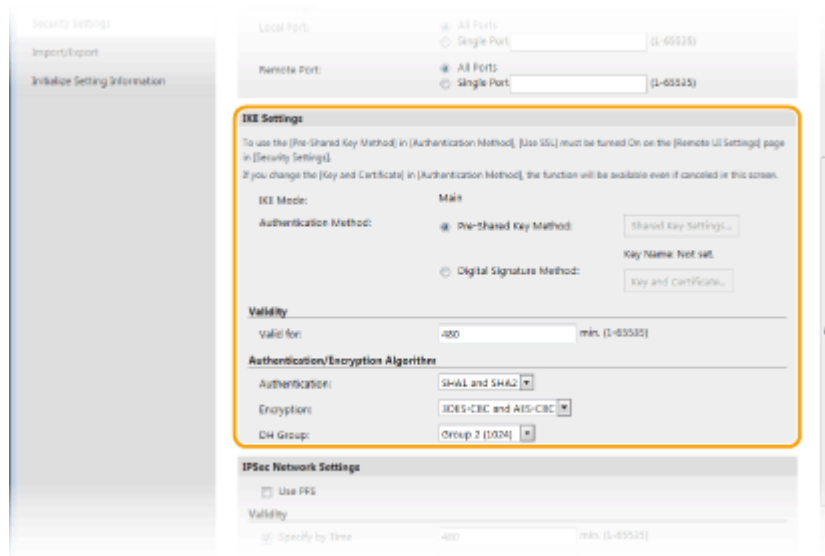 Security Settings
Import/Export
Initialize Setting Information
Local Port:
All Ports
Single Port
(1-65535)
Remote Port:
All Ports
Single Port
(1-65535)
IKE Settings
To use the [Pre-Shared Key Method] in [Authentication Method], [Use SSL] must be turned On on the [Remote UI Settings] page
in [Security Settings].
If you change the [Key and Certificate] in [Authentication Method], the function will be available even if canceled in this screen.
IKE Mode:
Main
Authentication Method:
Pre-Shared Key Method:
Shared Key Settings...
Key Name: Not set.
Digital Signature Method:
Key and Certificate...
Validity
Valid for:
480
min. (1-65535)
Authentication/Encryption Algorithm
Authentication:
SHA1 and SHA2
Encryption:
3DES-CBC and AES-CBC
DH Group:
Group 2 (1024)
IPSec Network Settings
Use PFS
Validity
Specify by Time
480
min. (1-65535)